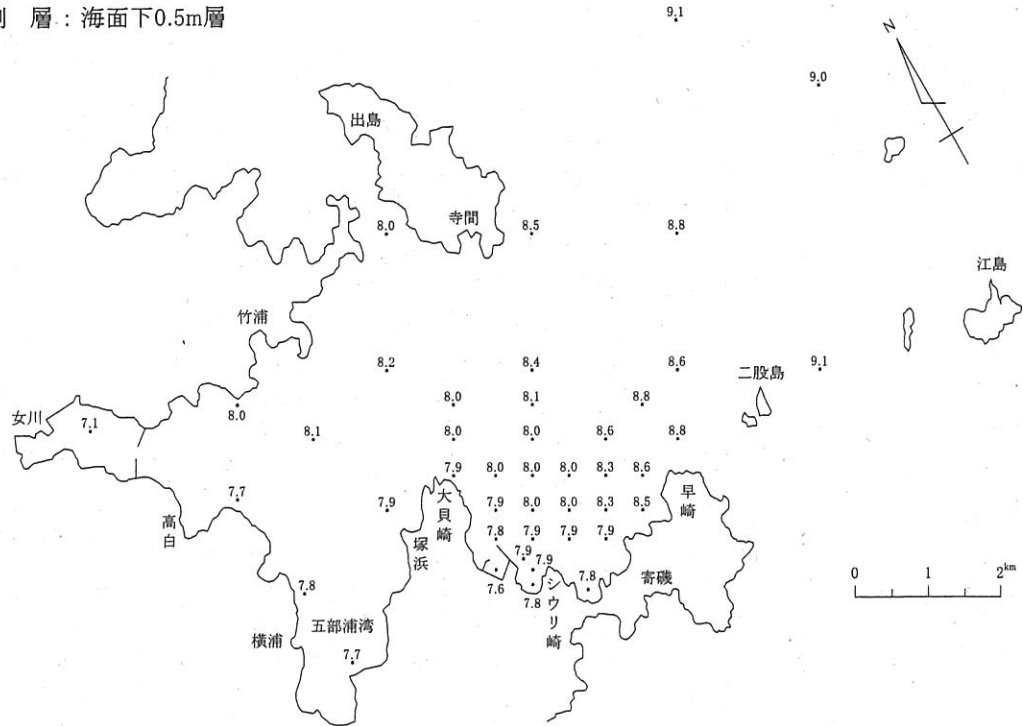 層：海面下0.5m層
9.1
9.0
N
出島
寺間
8.0
8.5
8.8
江島
竹浦
8.2
8.4
8.6
9.1
二股島
女川
7.1
8.0
8.0
8.1
8.8
8.1
8.0
8.0
8.6
8.8
7.9
8.0
8.0
8.0
8.3
8.6
7.7
7.9
大貝崎
7.9
8.0
8.0
8.3
8.5
早崎
高白
塚浜
7.8
7.9
7.9
7.9
7.9
7.9
7.6
7.8
7.8
シウリ崎
寄磯
7.8
横浦
五部浦湾
7.7
0 1 2km